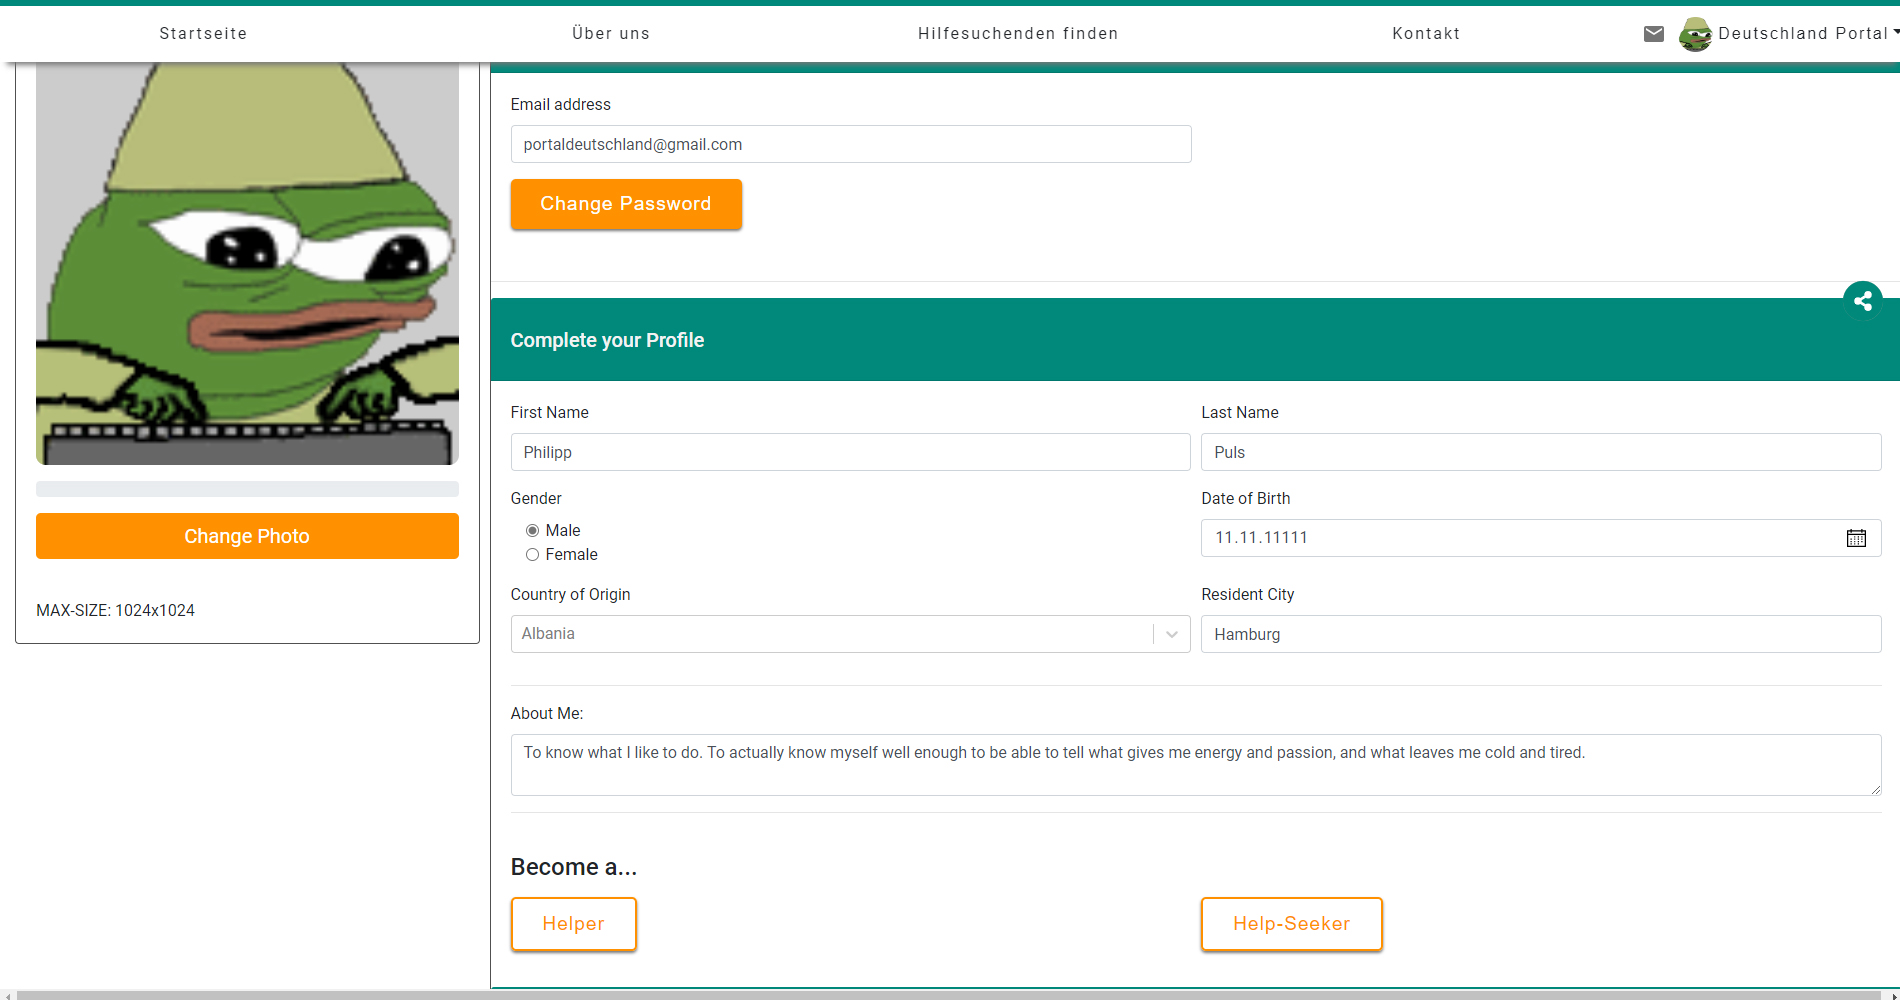 Startseite
Über uns
Hilfesuchenden finden
Kontakt
Deutschland Portal
Change Photo
MAX-SIZE: 1024x1024
Email address
portaldeutschland@gmail.com
Change Password
Complete your Profile
First Name
Last Name
Philipp
Puls
Gender
Date of Birth
Male
11.11.11111
Female
Country of Origin
Resident City
Albania
Hamburg
About Me:
To know what I like to do. To actually know myself well enough to be able to tell what gives me energy and passion, and what leaves me cold and tired.
Become a...
Helper
Help-Seeker